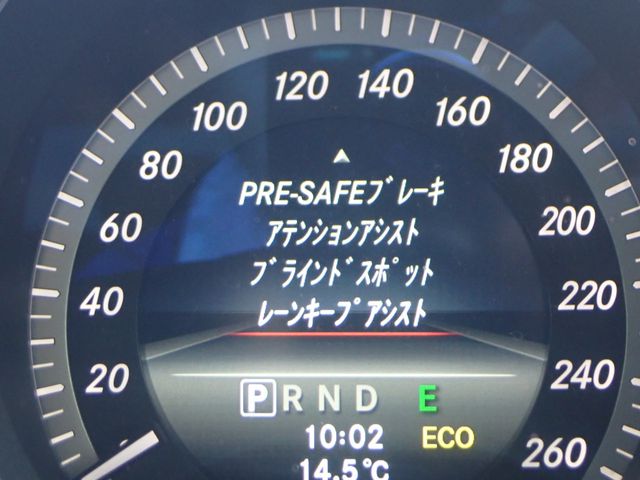 120 140
100 160
80 180
60 200
40 220
20 240
260
PRE-SAFEブレーキ
アテンションアシスト
ブラインドスポット
レーンキープアシスト
P R N D E
10:02 ECO
14.5℃